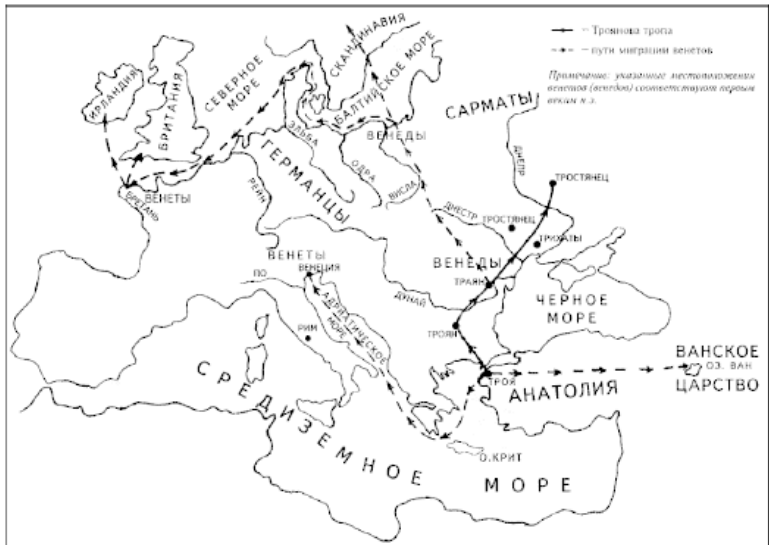 — Троянова тропа
— пути миграции венетов
Примечание: указанные местоположения
венетов (венедов) соответствуют первым
векам н.э.
СКАНДИНАВИЯ
СЕВЕРНОЕ
МОРЕ
БАЛТИЙСКОЕ МОРЕ
ИРЛАНДИЯ
БРИТАНИЯ
САРМАТЫ
ЭЛЬБА
ВЕНЕДЫ
ГЕРМАНЦЫ
ОДРА
ВИСЛА
ДНЕПР
ТРОСТЯНЕЦ
ВЕНЕТЫ
БРЕТАНЬ
РЕЙН
ДНЕСТР
ТРОСТЯНЕЦ
ТРИХАТЫ
ВЕНЕТЫ
ВЕНЕЦИЯ
ВЕНЕДЫ
ТРАЯН
ПО
ДУНАЙ
ЧЕРНОЕ
МОРЕ
АДРИАТИЧЕСКОЕ
МОРЕ
РИМ
ТРОЯН
ВАНСКОЕ
ОЗ. ВАН
ЦАРСТВО
ТРОЯ
АНАТОЛИЯ
СРЕДИЗЕМНОЕ МОРЕ
О.КРИТ